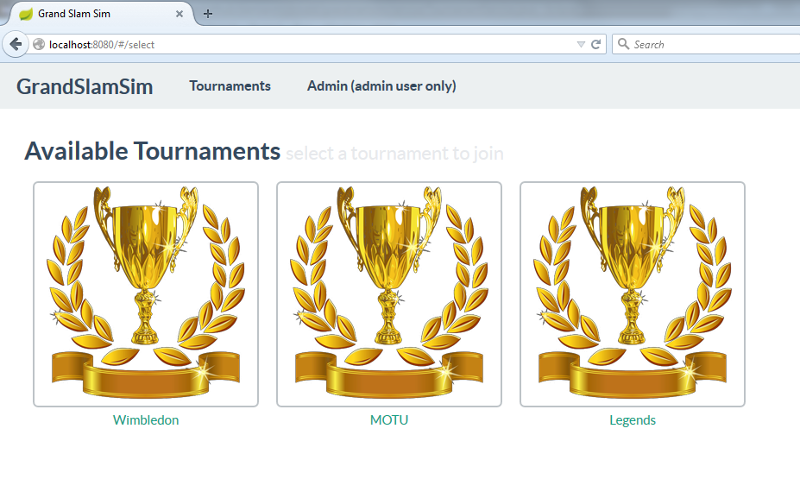 Grand Slam Sim
localhost:8080/#/select
Search
GrandSlamSim Tournaments Admin (admin user only)
Available Tournaments select a tournament to join
Wimbledon MOTU Legends